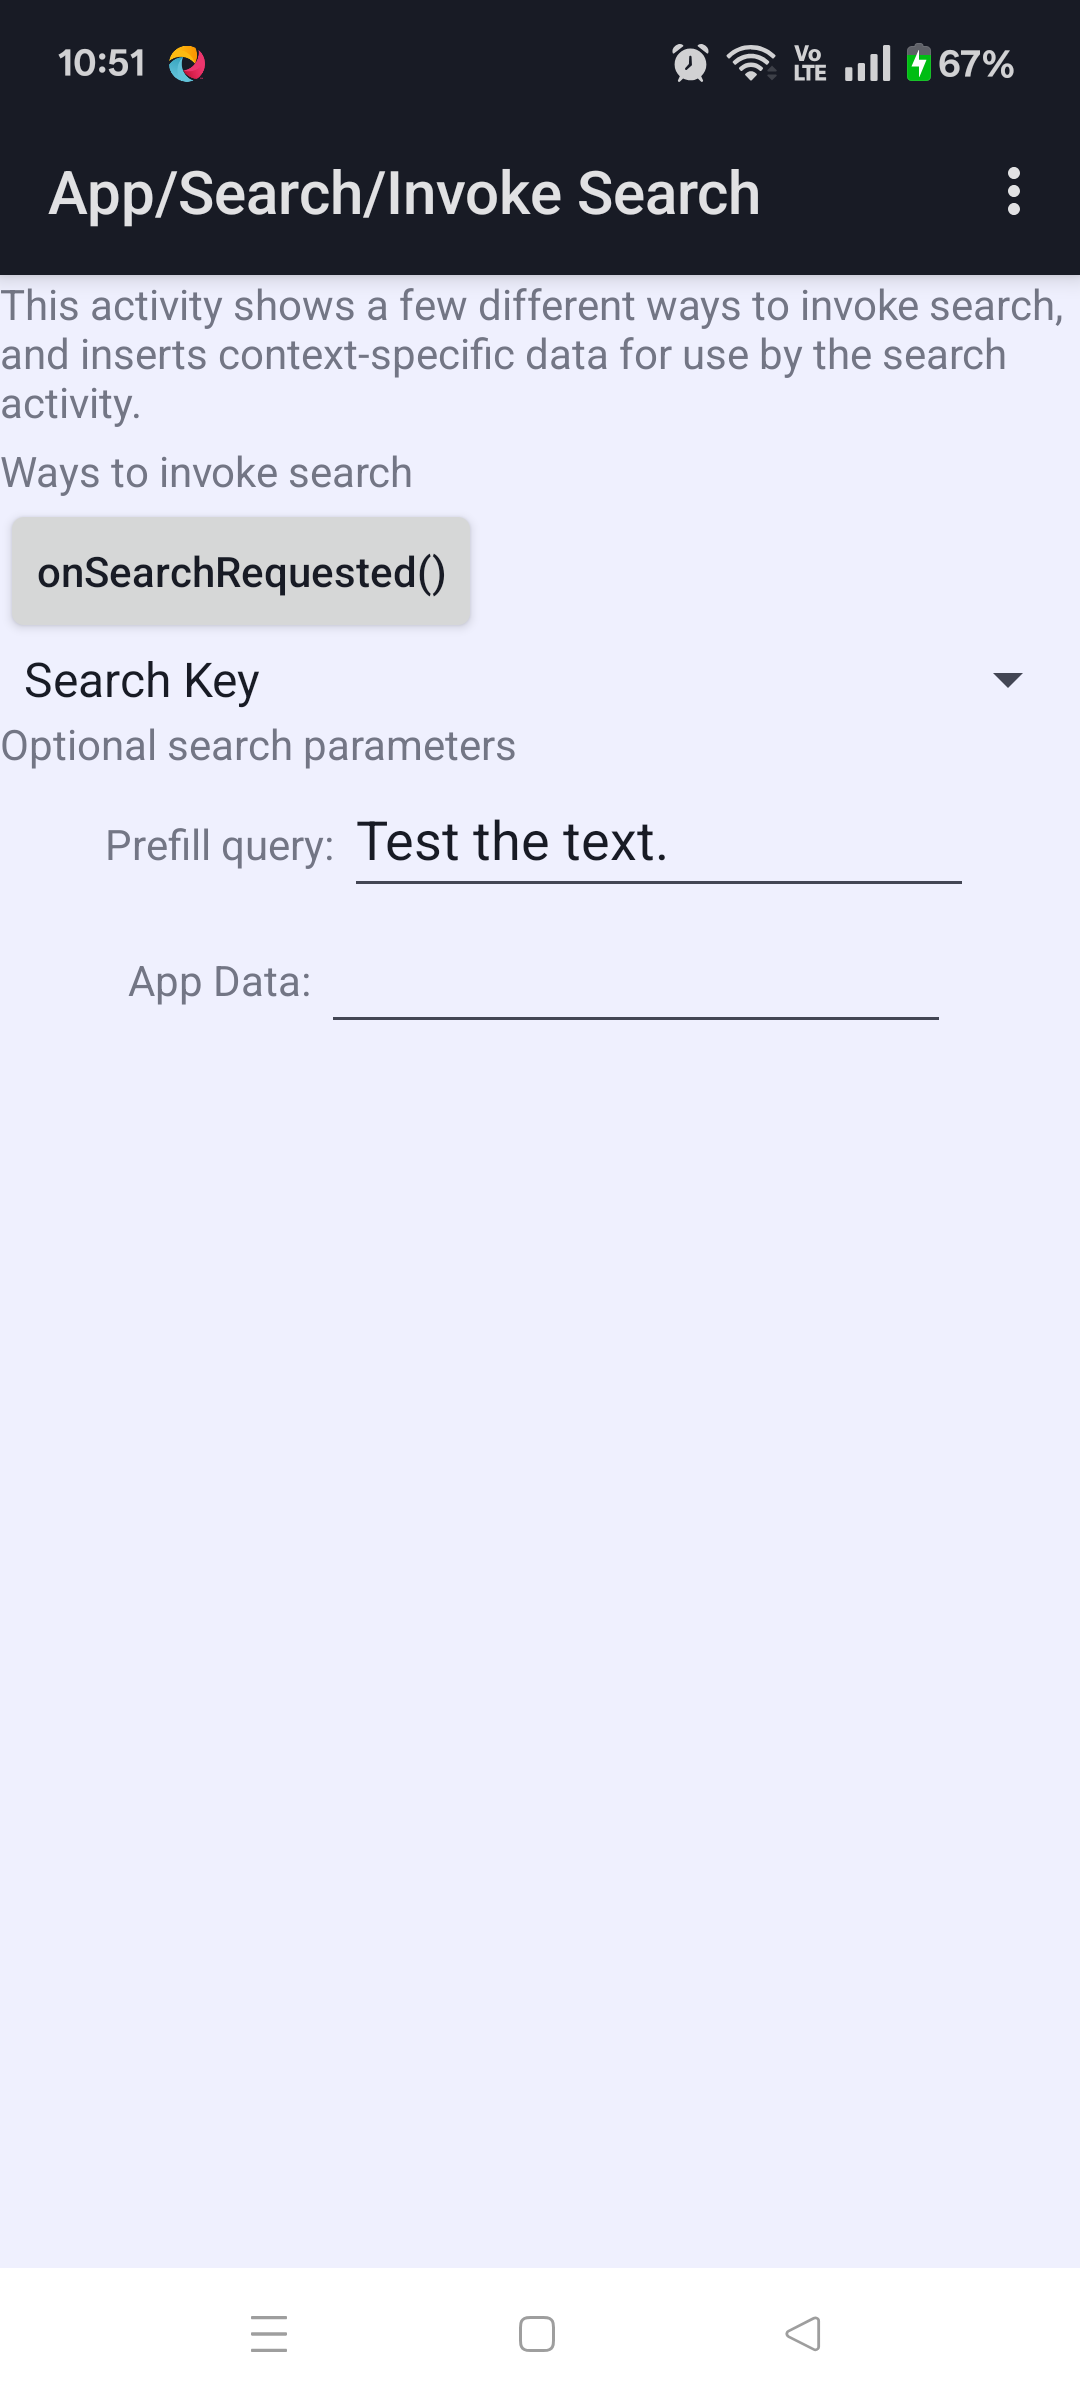 10:51
Vo
LTE
67%
App/Search/Invoke Search
This activity shows a few different ways to invoke search,
and inserts context-specific data for use by the search
activity.
Ways to invoke search
onSearchRequested()
Search Key
Optional search parameters
Prefill query: Test the text.
App Data: